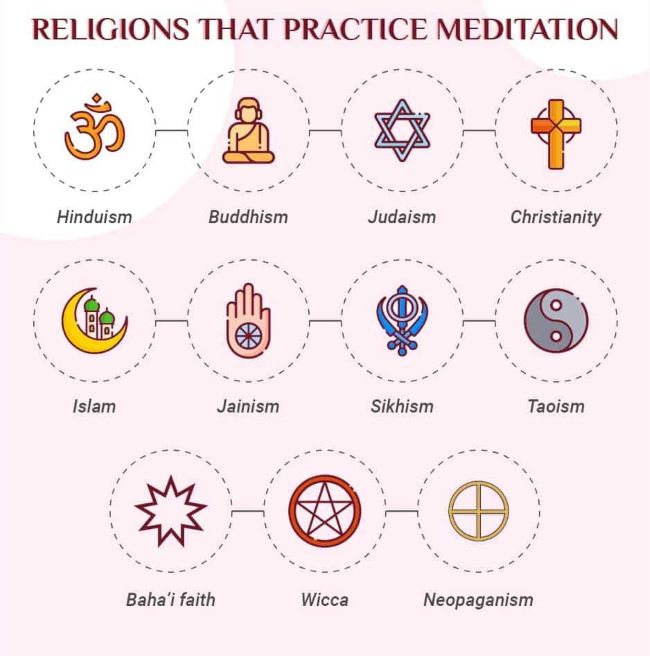 RELIGIONS THAT PRACTICE MEDITATION
Hinduism
Buddhism
Judaism
Christianity
Islam
Jainism
Sikhism
Taoism
Baha'i faith
Wicca
Neopaganism